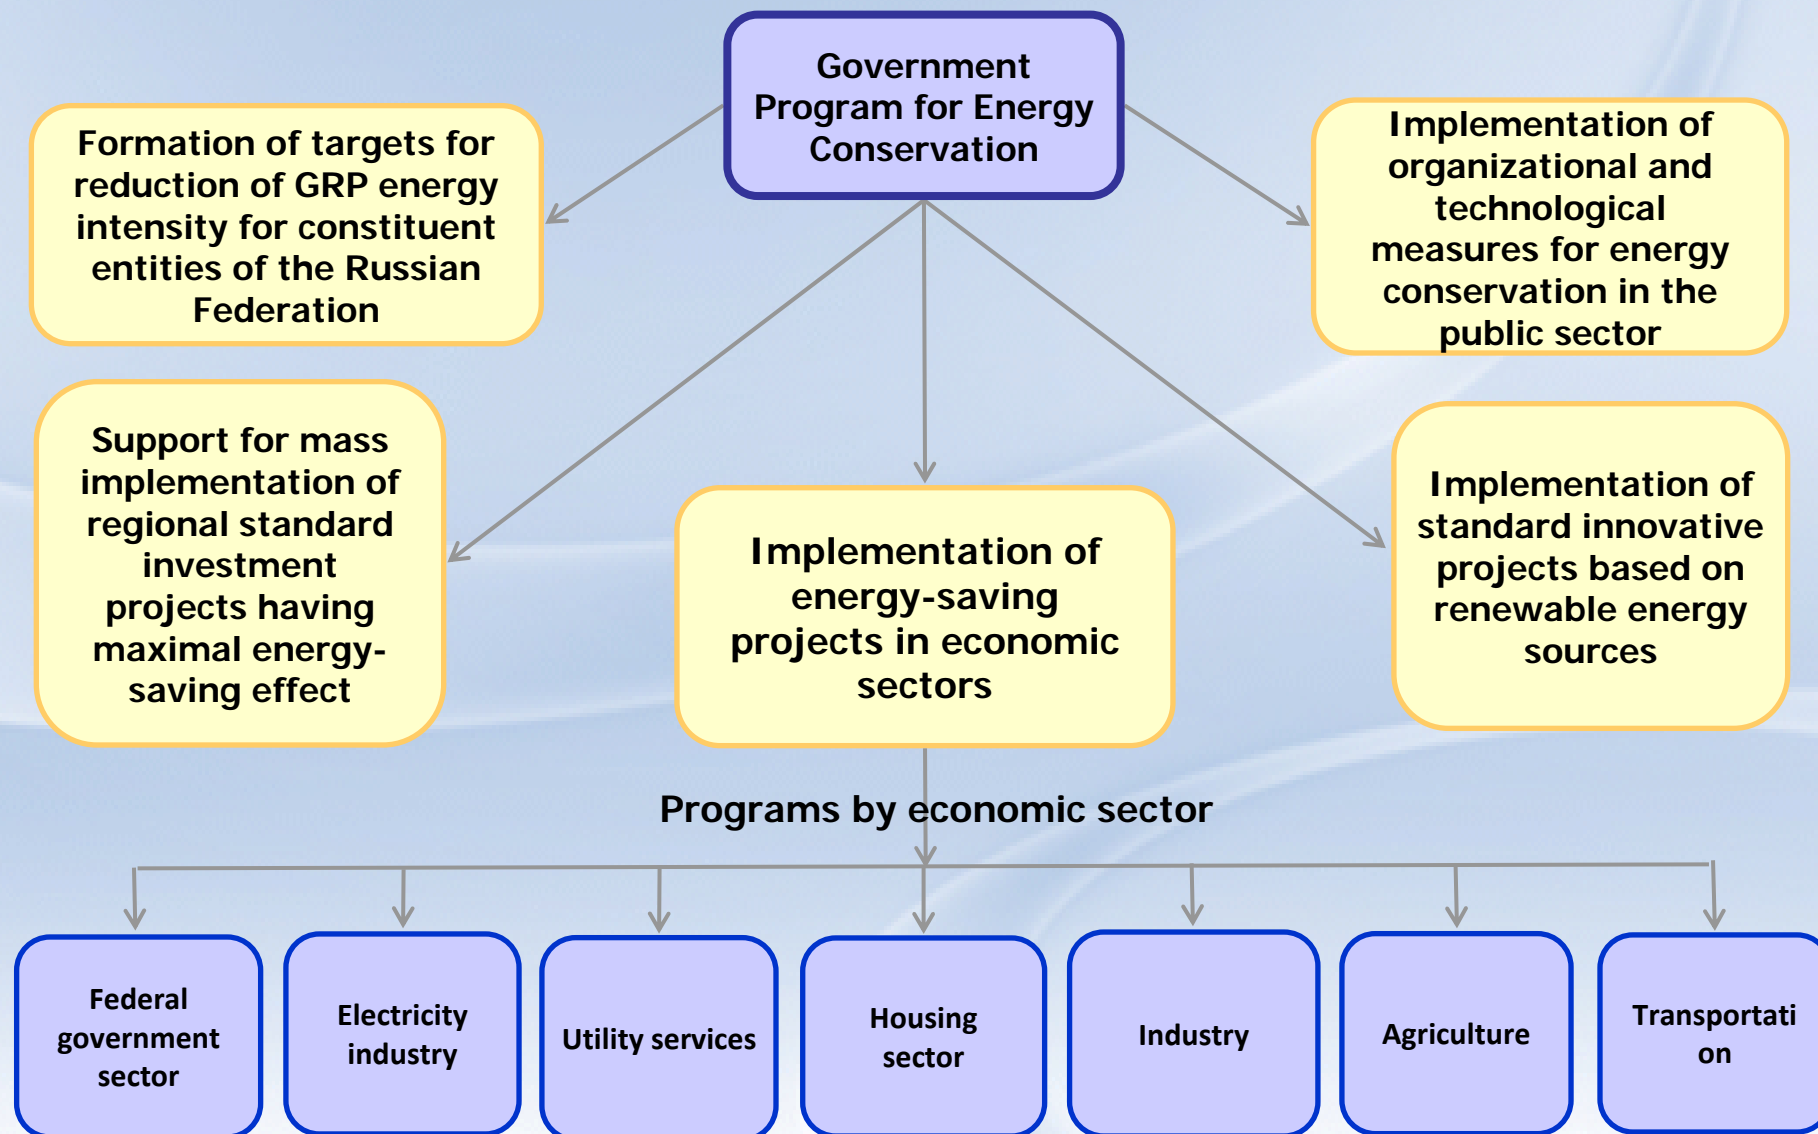 Government
Program for Energy
Conservation
Formation of targets for
reduction of GRP energy
intensity for constituent
entities of the Russian
Federation
Implementation of
organizational and
technological
measures for energy
conservation in the
public sector
Support for mass
implementation of
regional standard
investment
projects having
maximal energy-
saving effect
Implementation of
energy-saving
projects in economic
sectors
Implementation of
standard innovative
projects based on
renewable energy
sources
Programs by economic sector
Federal
government
sector
Electricity
industry
Utility services
Housing
sector
Industry
Agriculture
Transportati
on